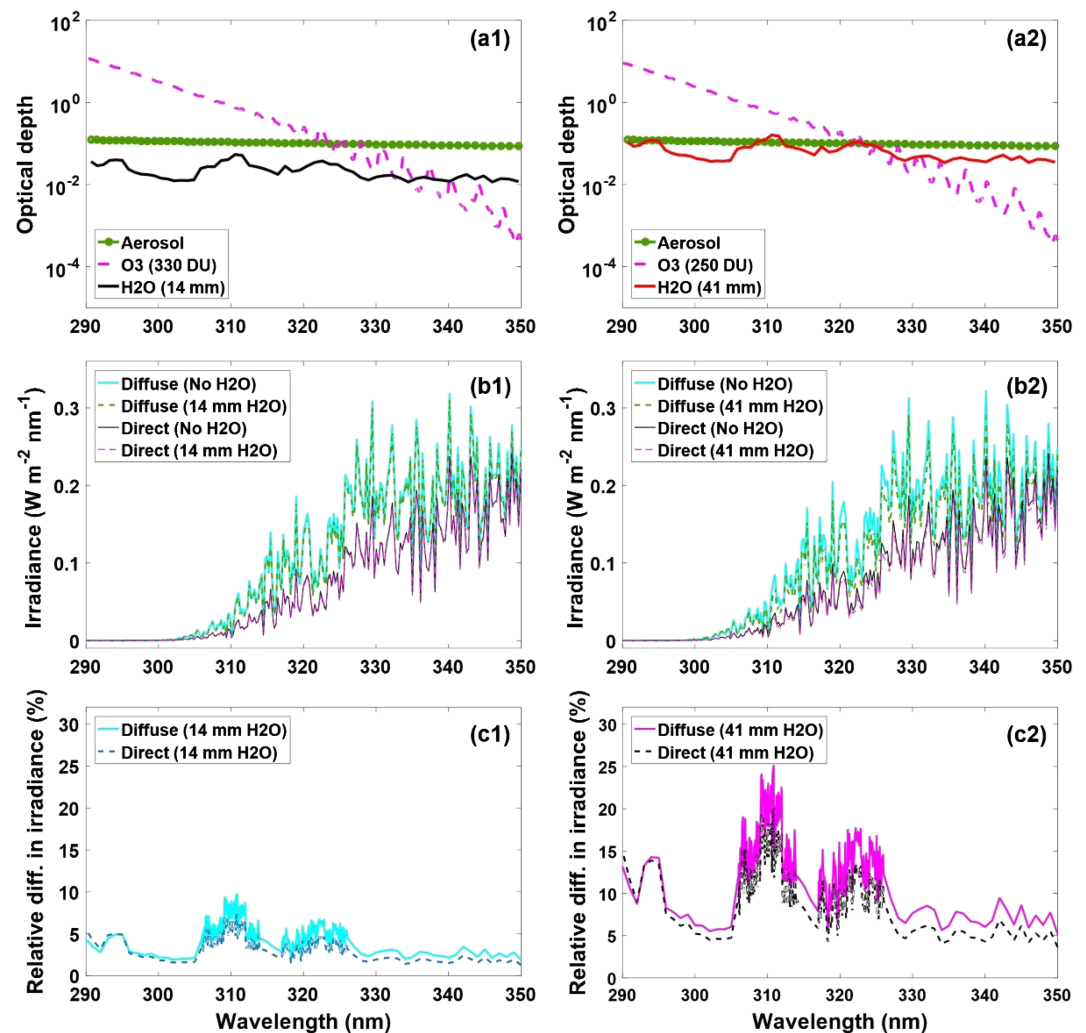 (a1)
Optical depth
10^2
10^0
10^-2
10^-4
Aerosol
O3 (330 DU)
H2O (14 mm)
290 300 310 320 330 340 350
(a2)
Optical depth
10^2
10^0
10^-2
10^-4
Aerosol
O3 (250 DU)
H2O (41 mm)
290 300 310 320 330 340 350
(b1)
Irradiance (W m^-2 nm^-1)
0.3
0.2
0.1
0
Diffuse (No H2O)
Diffuse (14 mm H2O)
Direct (No H2O)
Direct (14 mm H2O)
290 300 310 320 330 340 350
(b2)
Irradiance (W m^-2 nm^-1)
0.3
0.2
0.1
0
Diffuse (No H2O)
Diffuse (41 mm H2O)
Direct (No H2O)
Direct (41 mm H2O)
290 300 310 320 330 340 350
(c1)
Relative diff. in irradiance (%)
30
25
20
15
10
5
0
Diffuse (14 mm H2O)
Direct (14 mm H2O)
290 300 310 320 330 340 350
Wavelength (nm)
(c2)
Relative diff. in irradiance (%)
30
25
20
15
10
5
0
Diffuse (41 mm H2O)
Direct (41 mm H2O)
290 300 310 320 330 340 350
Wavelength (nm)